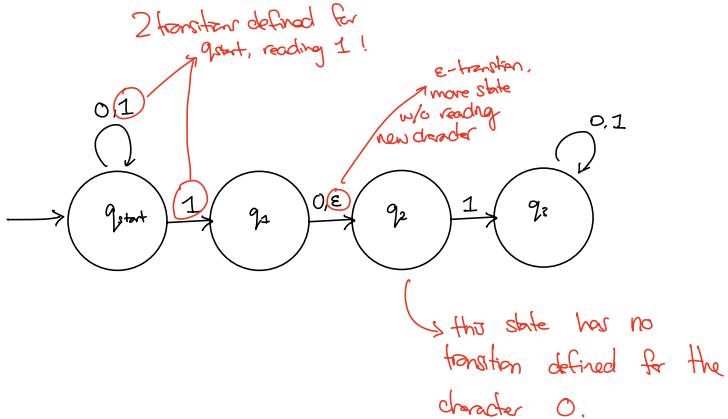 2 transitions defined for
qstart, reading 1!
ε-transition,
more state
w/o reading
new character
0,1
0,1
qstart
1
q1
0,ε
q2
1
q3
this state has no
transition defined for the
character 0.